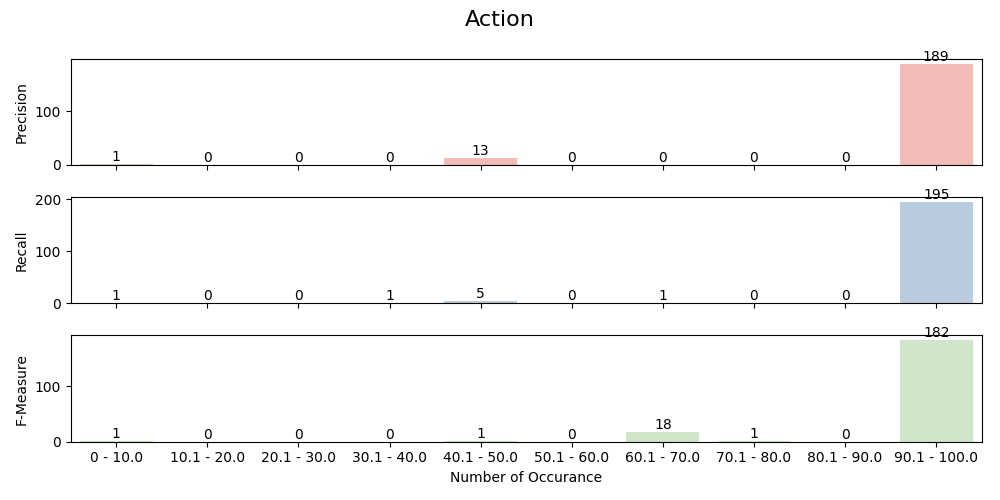 Action
Precision
100
0
1 0 0 0 13 0 0 0 0 189
Recall
200
100
0
1 0 0 1 5 0 1 0 0 195
F-Measure
100
0
1 0 0 0 1 0 18 1 0 182
0 - 10.0 10.1 - 20.0 20.1 - 30.0 30.1 - 40.0 40.1 - 50.0 50.1 - 60.0 60.1 - 70.0 70.1 - 80.0 80.1 - 90.0 90.1 - 100.0
Number of Occurance